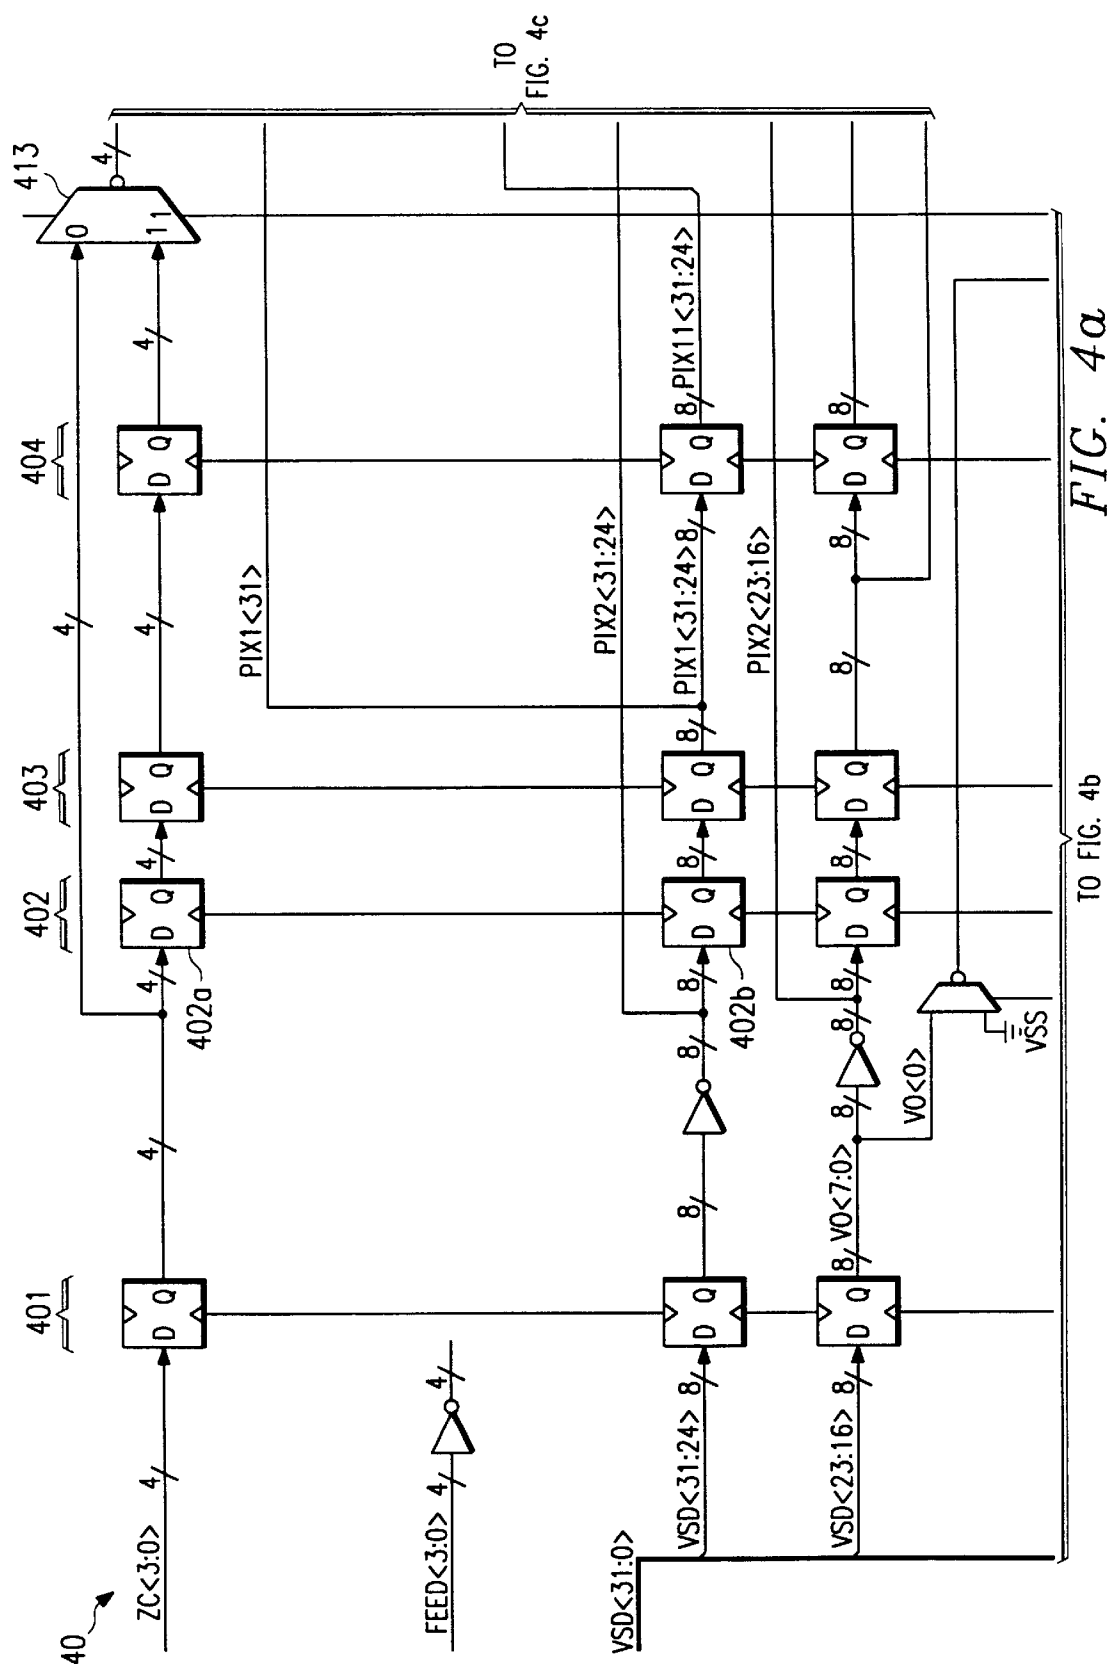 40
401
402
403
404
413
ZC<3:0>
4
D Q
4
4
402a
D Q
4
D Q
4
4
D Q
4
0
1 1
4
FEED<3:0>
4
4
PIX1<31>
TO
FIG. 4c
VSD<31:0>
PIX2<31:24>
VSD<31:24>
8
D Q
8
8
8
402b
D Q
8
D Q
8
PIX1<31:24>
8
D Q
8
PIX11<31:24>
PIX2<23:16>
VSD<23:16>
8
D Q
8
VO<7:0>
8
8
8
D Q
8
D Q
8
8
D Q
8
VO<0>
VSS
TO FIG. 4b
FIG. 4a